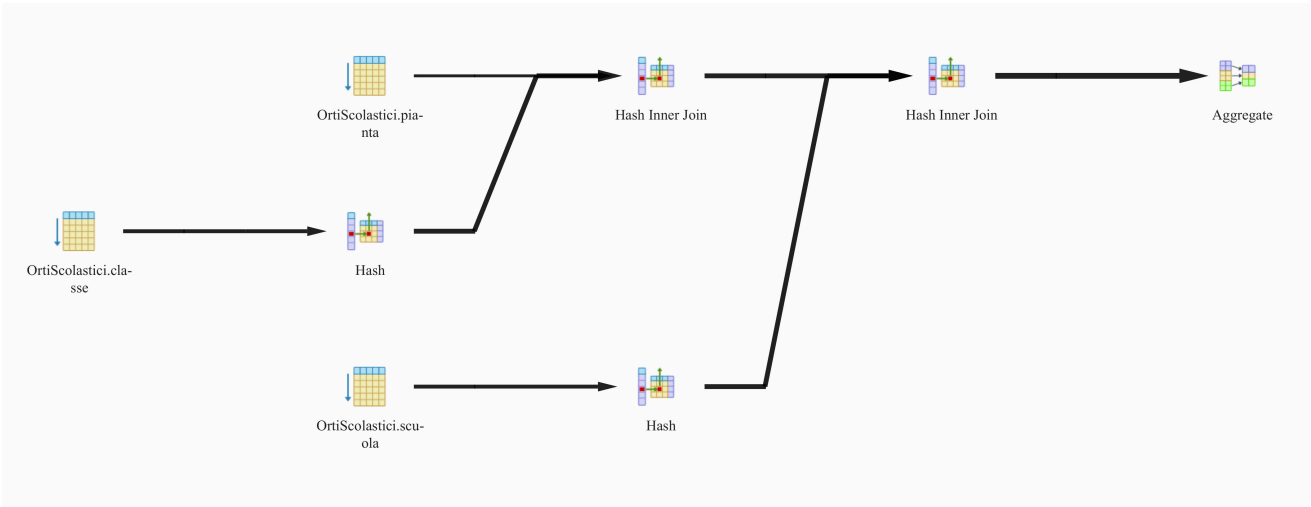 OrtiScolastici.pia-
nta
Hash Inner Join
Hash Inner Join
Aggregate
OrtiScolastici.cla-
sse
Hash
OrtiScolastici.scu-
ola
Hash